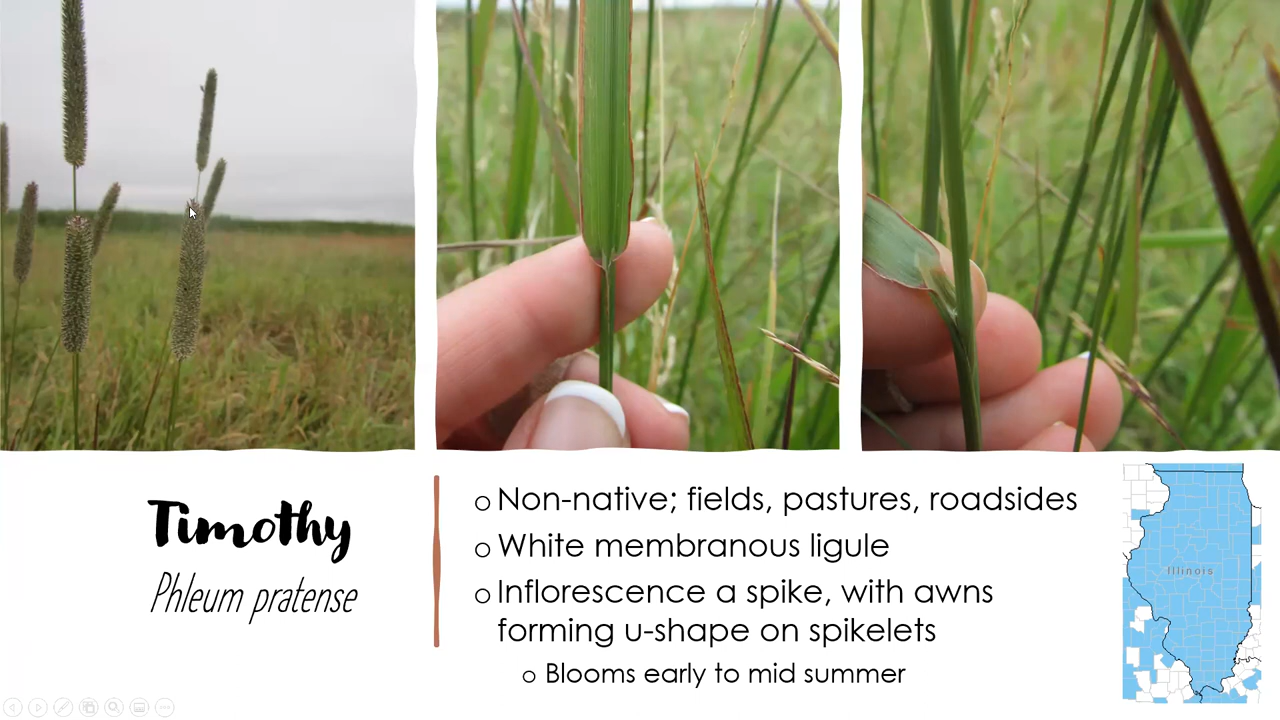 Timothy
Phleum pratense
Non-native; fields, pastures, roadsides
White membranous ligule
Inflorescence a spike, with awns
forming u-shape on spikelets
Blooms early to mid summer
Illinois